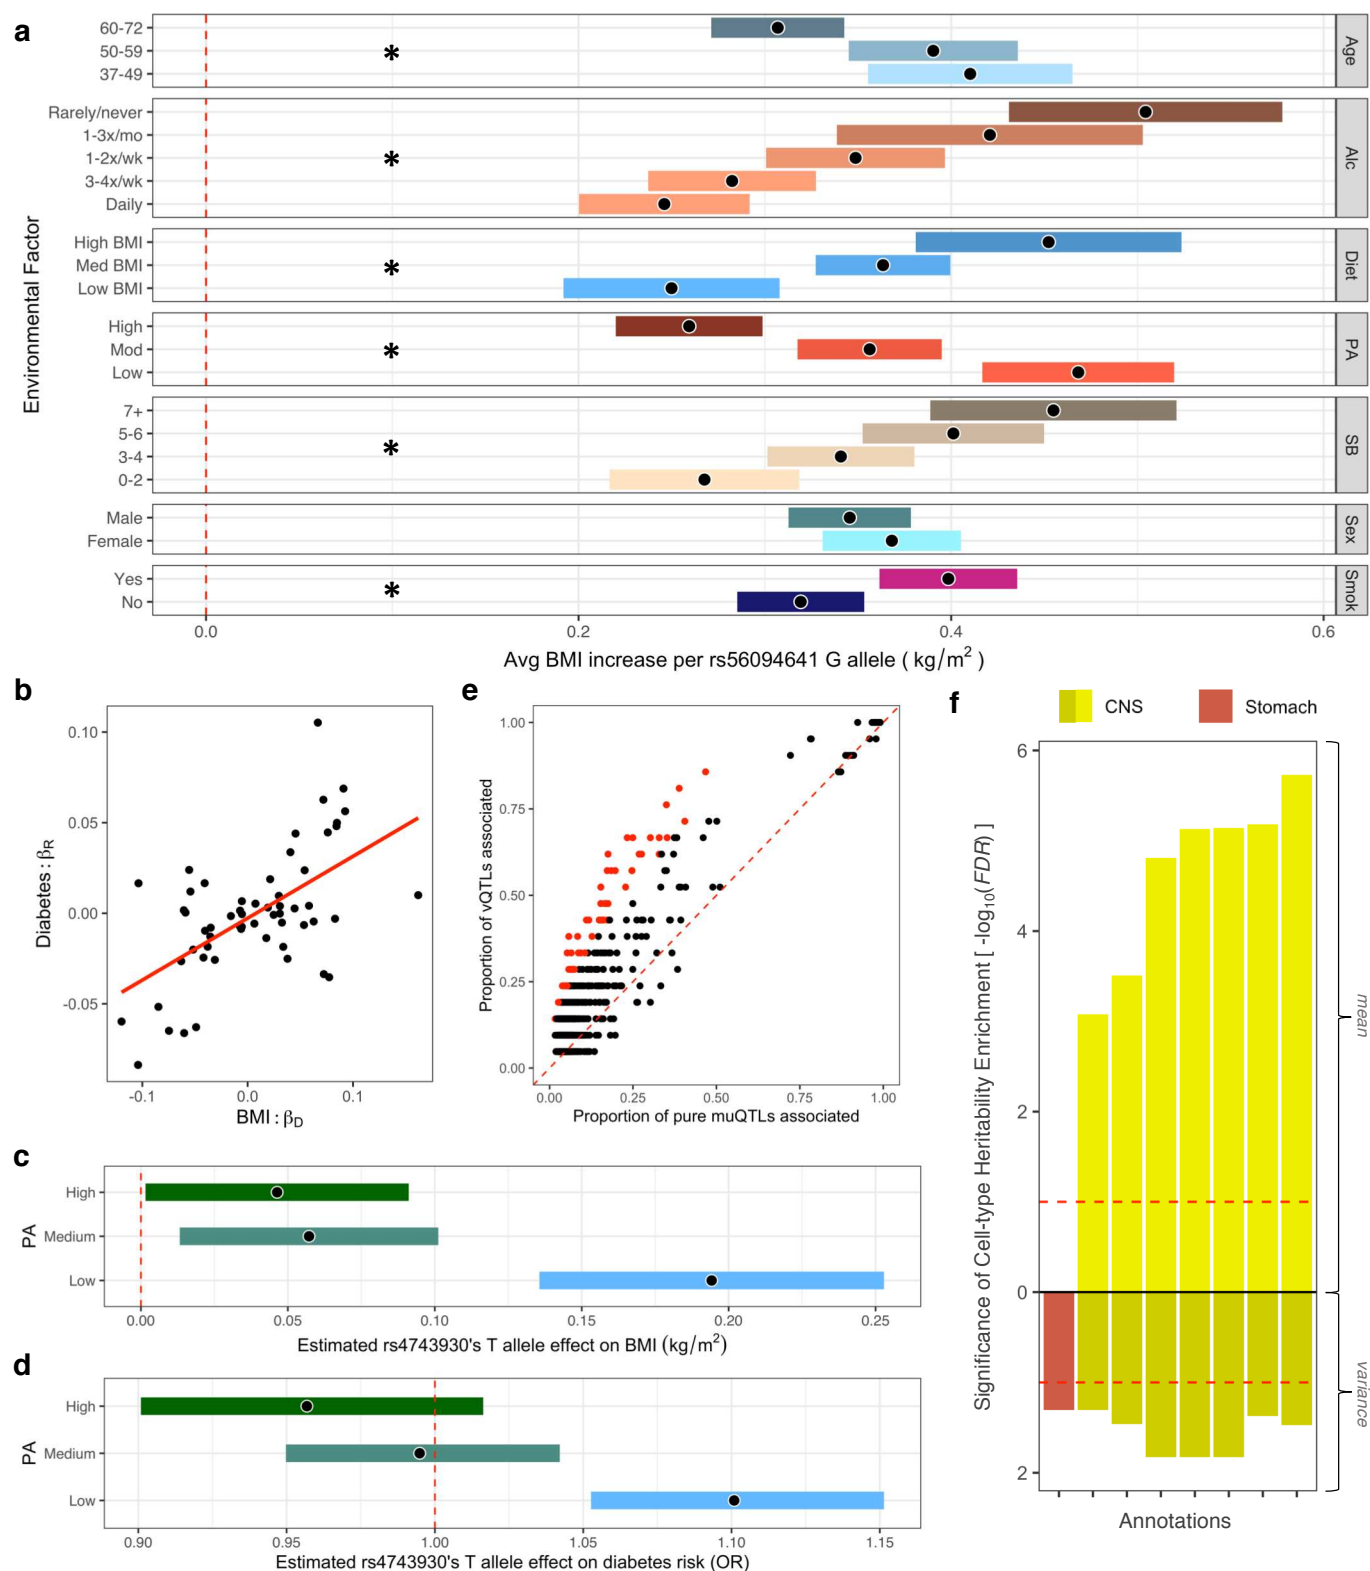 a
Environmental Factor
60-72
50-59
37-49
*
Age
Rarely/never
1-3x/mo
1-2x/wk
3-4x/wk
Daily
*
Alc
High BMI
Med BMI
Low BMI
*
Diet
High
Mod
Low
*
PA
7+
5-6
3-4
0-2
*
SB
Male
Female
Sex
Yes
No
*
Smok
0.0 0.2 0.4 0.6
Avg BMI increase per rs56094641 G allele ( kg/m² )
b
Diabetes : βR
0.10
0.05
0.00
-0.05
-0.1 0.0 0.1
BMI : βD
e
Proportion of vQTLs associated
1.00
0.75
0.50
0.25
0.00
0.00 0.25 0.50 0.75 1.00
Proportion of pure muQTLs associated
c
PA
High
Medium
Low
0.00 0.05 0.10 0.15 0.20 0.25
Estimated rs4743930's T allele effect on BMI (kg/m²)
d
PA
High
Medium
Low
0.90 0.95 1.00 1.05 1.10 1.15
Estimated rs4743930's T allele effect on diabetes risk (OR)
f
CNS Stomach
Significance of Cell-type Heritability Enrichment [ -log10(FDR) ]
6
4
2
0
2
mean
variance
Annotations